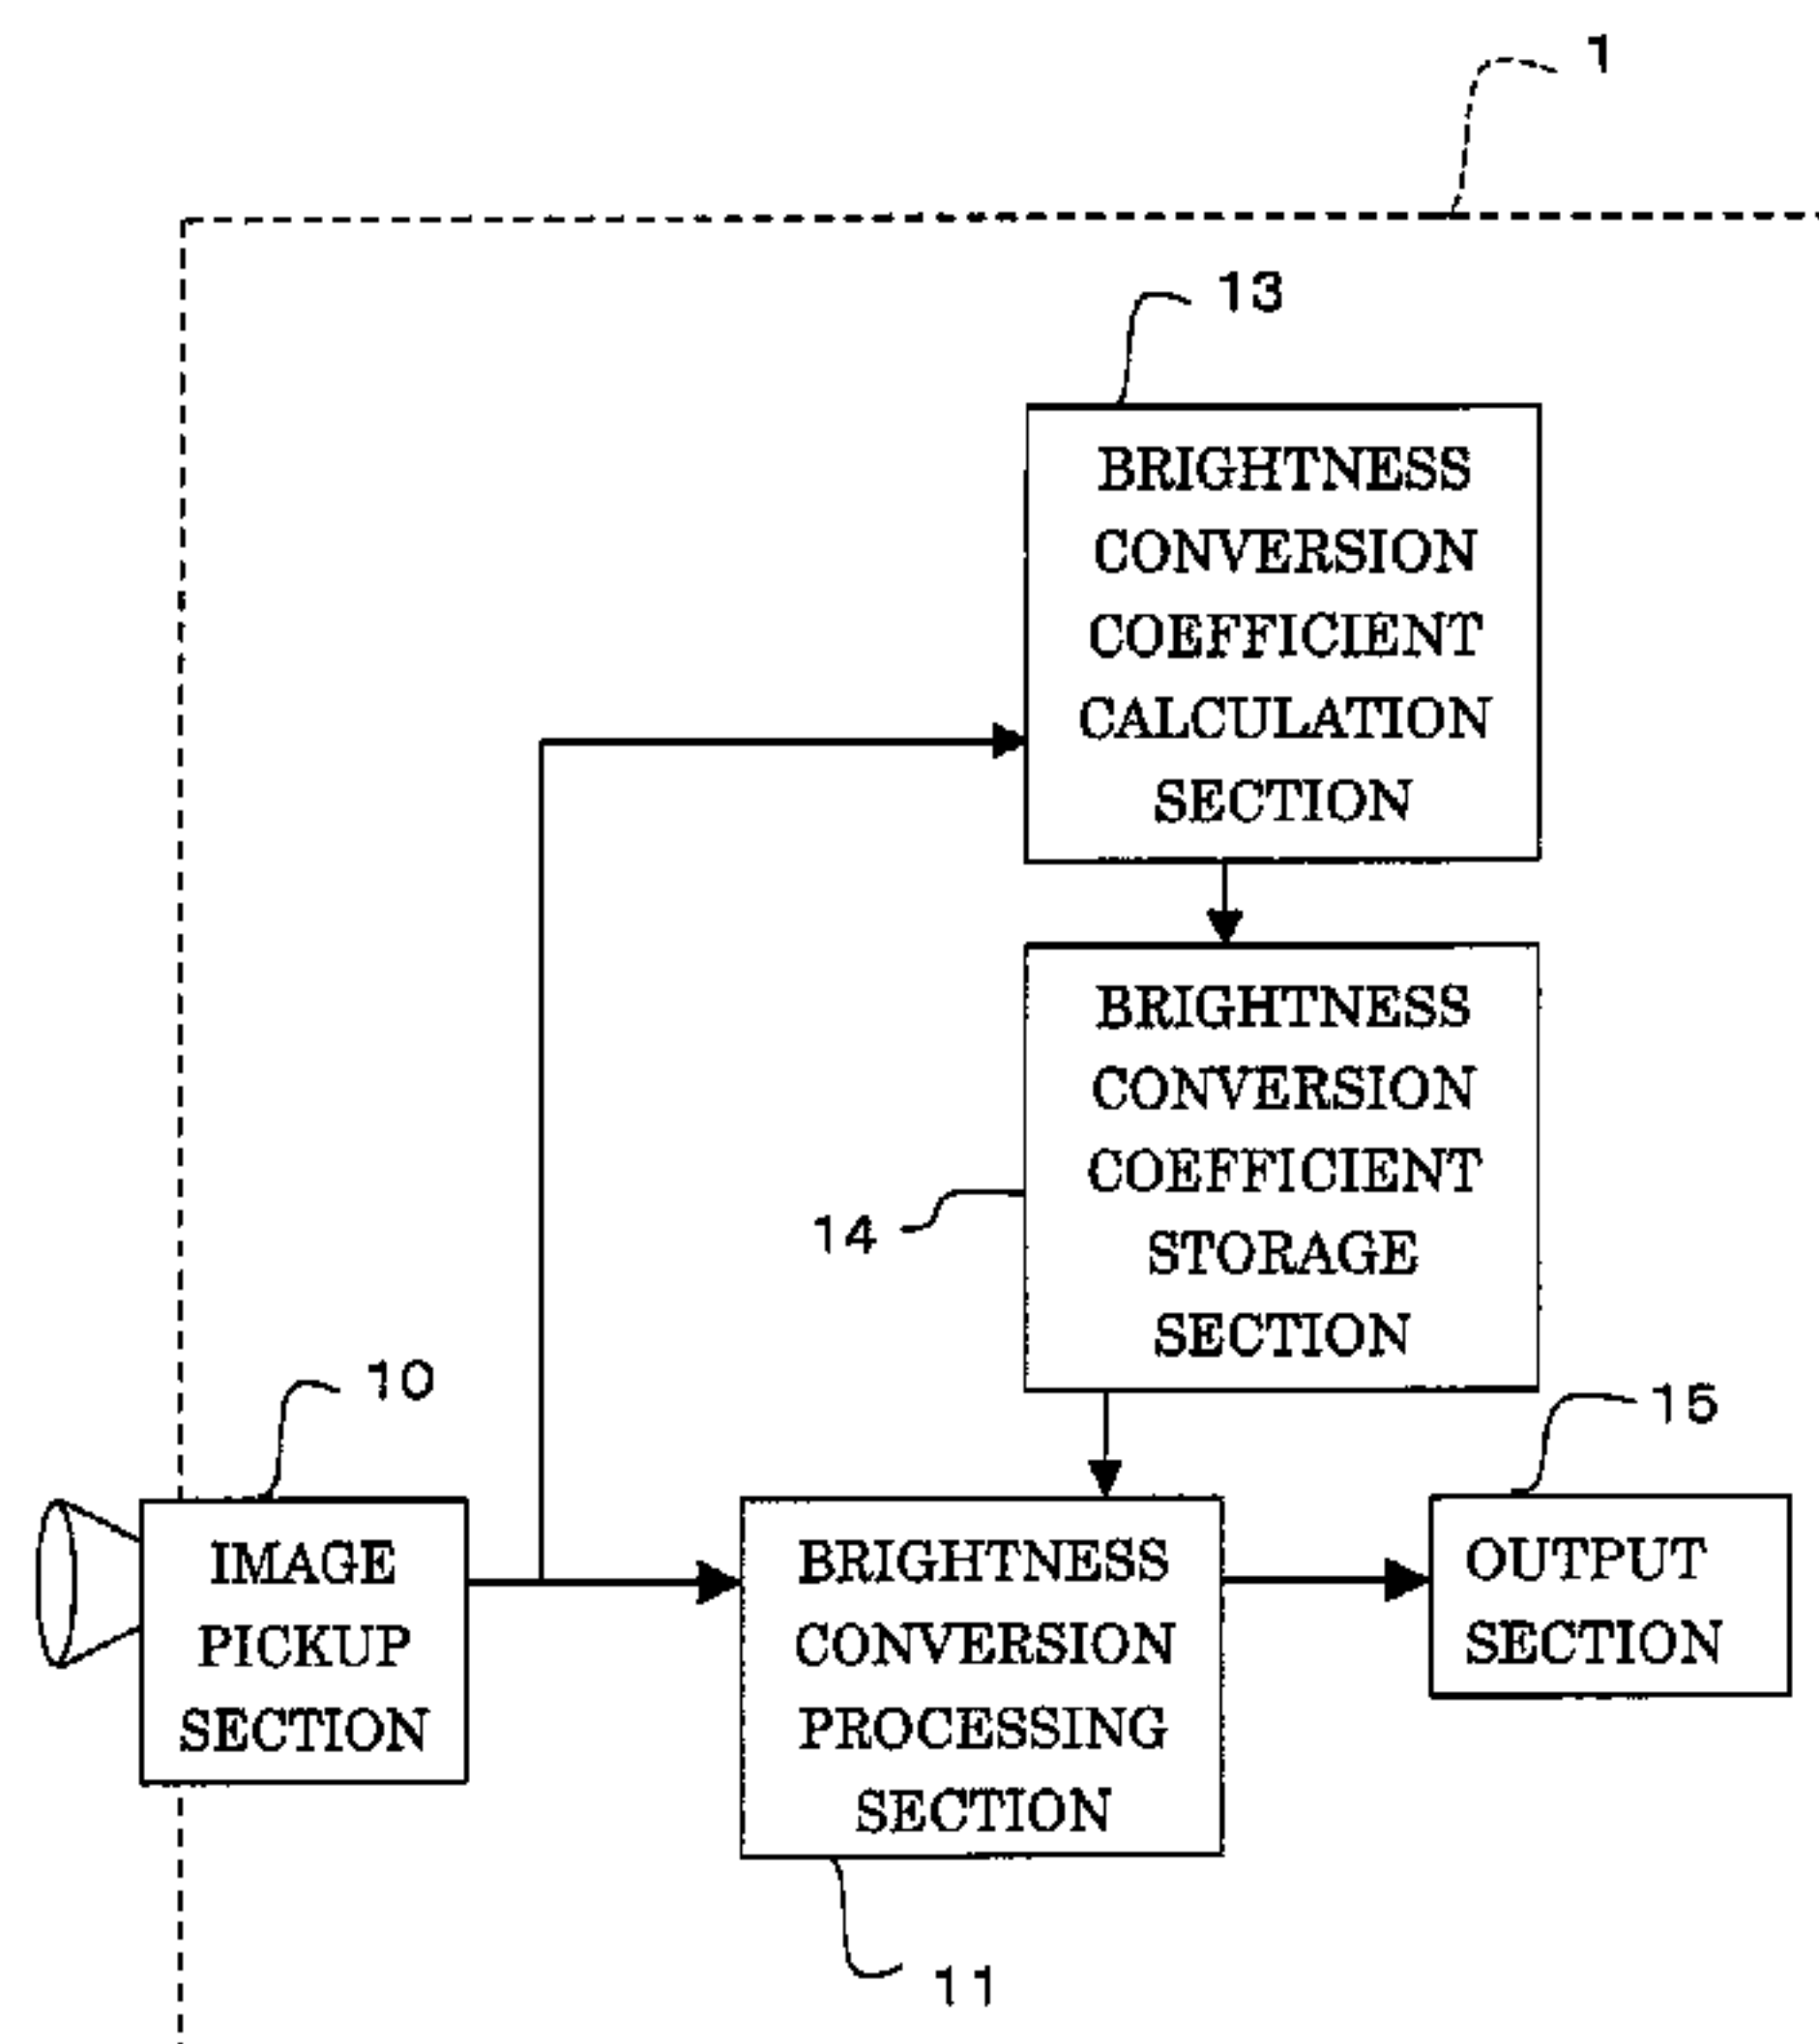 1
13
BRIGHTNESS
CONVERSION
COEFFICIENT
CALCULATION
SECTION
BRIGHTNESS
CONVERSION
COEFFICIENT
STORAGE
SECTION
14
10
IMAGE
PICKUP
SECTION
BRIGHTNESS
CONVERSION
PROCESSING
SECTION
11
15
OUTPUT
SECTION